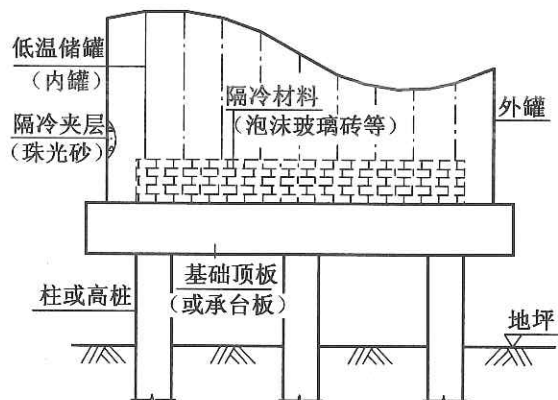 低温储罐
（内罐）
隔冷材料
（泡沫玻璃砖等）
外罐
隔冷夹层
（珠光砂）
基础顶板
（或承台板）
柱或高桩
地坪